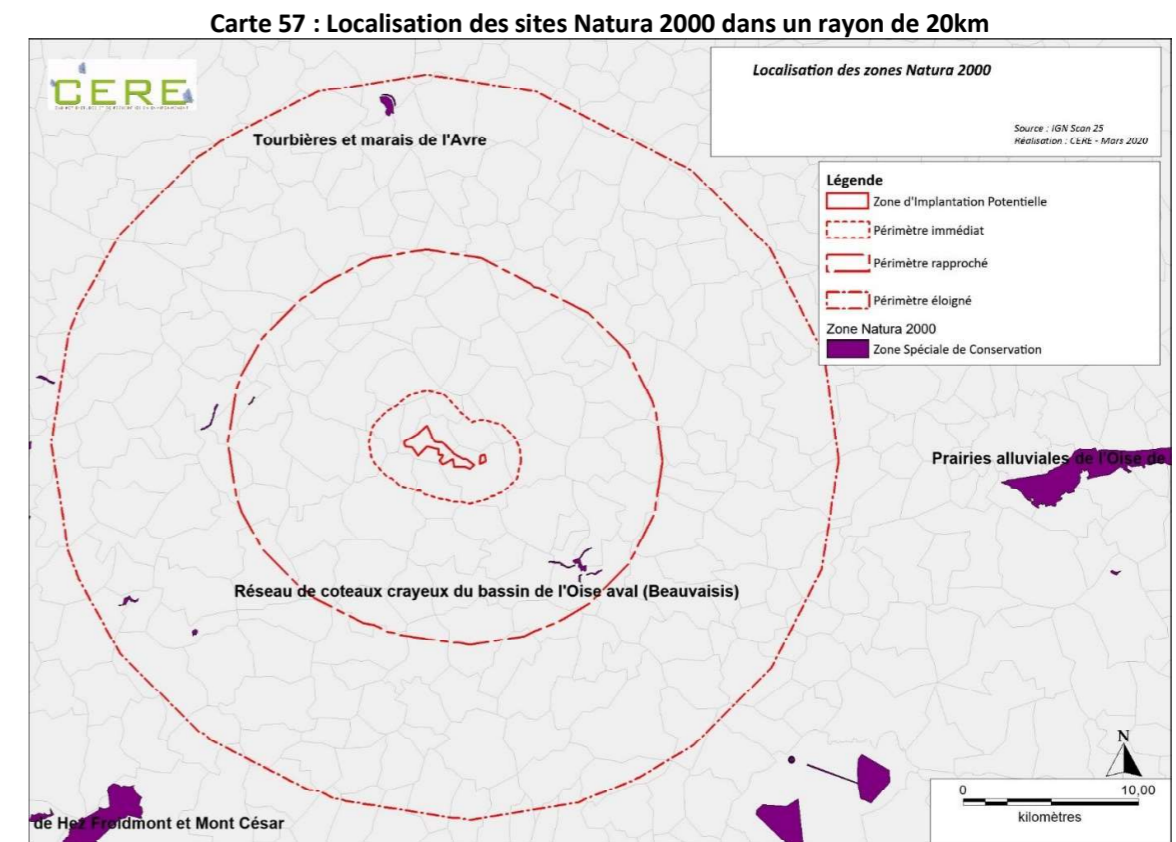 Carte 57 : Localisation des sites Natura 2000 dans un rayon de 20km
CERE
Localisation des zones Natura 2000
Source : IGN Scan 25
Réalisation : CERE - Mars 2020
Tourbières et marais de l'Avre
Légende
Zone d'Implantation Potentielle
Périmètre immédiat
Périmètre rapproché
Périmètre éloigné
Zone Natura 2000
Zone Spéciale de Conservation
Prairies alluviales de l'Oise de
Réseau de coteaux crayeux du bassin de l'Oise aval (Beauvaisis)
N
0 10,00
kilomètres
de Hez Froidmont et Mont César